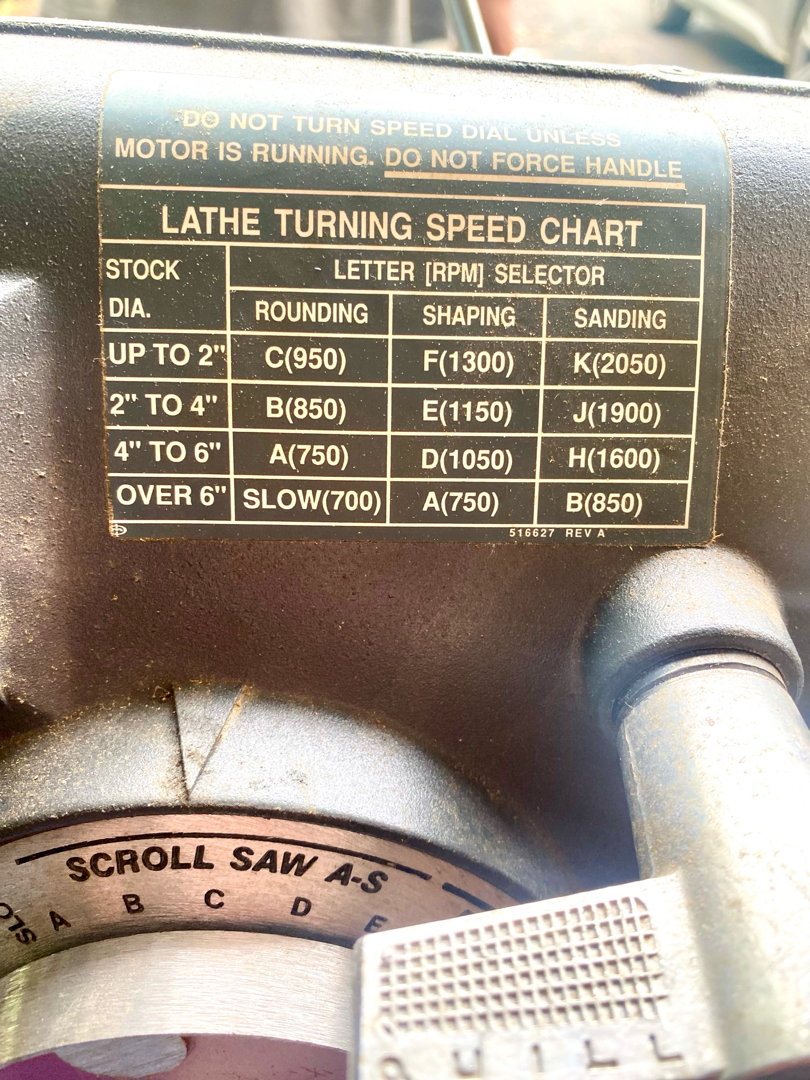 DO NOT TURN SPEED DIAL UNLESS
MOTOR IS RUNNING. DO NOT FORCE HANDLE
LATHE TURNING SPEED CHART
STOCK DIA. LETTER [RPM] SELECTOR
ROUNDING SHAPING SANDING
UP TO 2" C(950) F(1300) K(2050)
2" TO 4" B(850) E(1150) J(1900)
4" TO 6" A(750) D(1050) H(1600)
OVER 6" SLOW(700) A(750) B(850)
516627 REV A
SCROLL SAW A-S
SLO A B C D E
QUILL